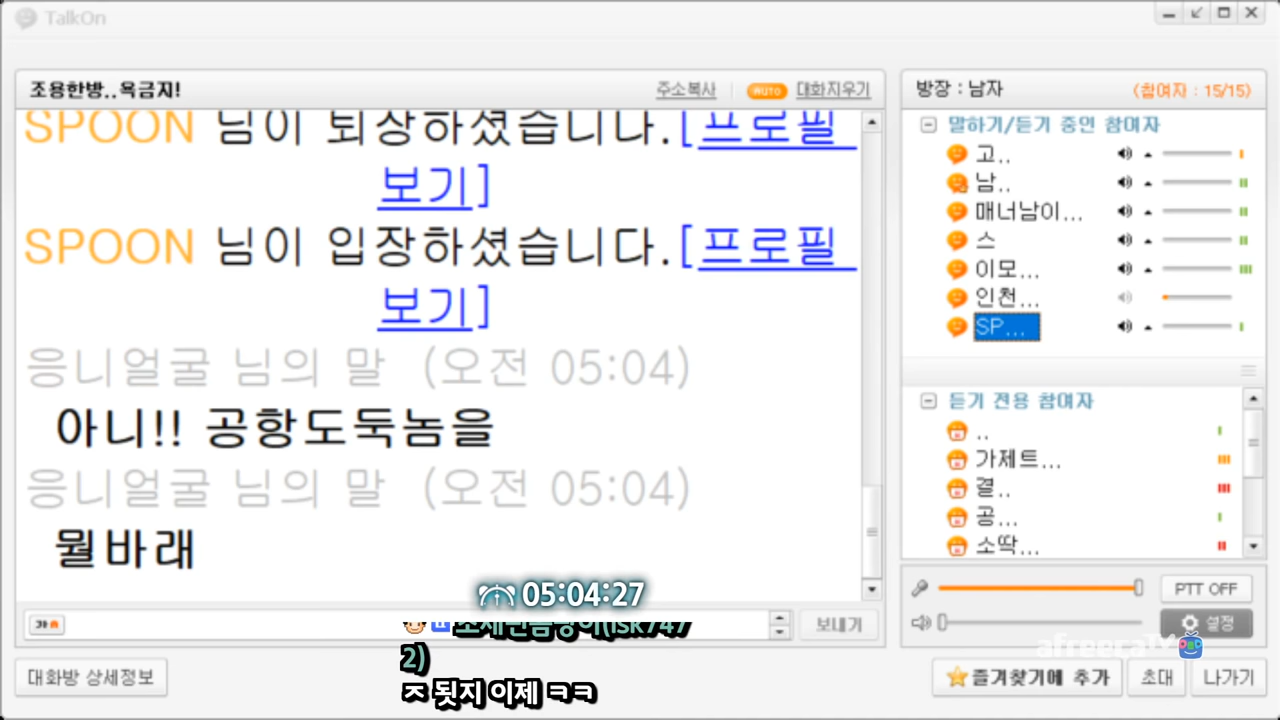 TalkOn
조용한방..욕금지!
주소복사
AUTO
대화지우기
SPOON 님이 퇴장하셨습니다.[프로필
보기]
SPOON 님이 입장하셨습니다.[프로필
보기]
응니얼굴 님의 말 (오전 05:04)
아니!! 공항도둑놈을
응니얼굴 님의 말 (오전 05:04)
뭘바래
05:04:27
가
보내기
2)
ㅈ 됫지 이제 ㅋㅋ
대화방 상세정보
방장 : 남자
(참여자 : 15/15)
말하기/듣기 중인 참여자
고..
남..
매너남이...
스
이모...
인천...
SP...
듣기 전용 참여자
..
가제트...
결..
공...
소딱...
PTT OFF
설정
afreecaTV
즐겨찾기에 추가
초대
나가기